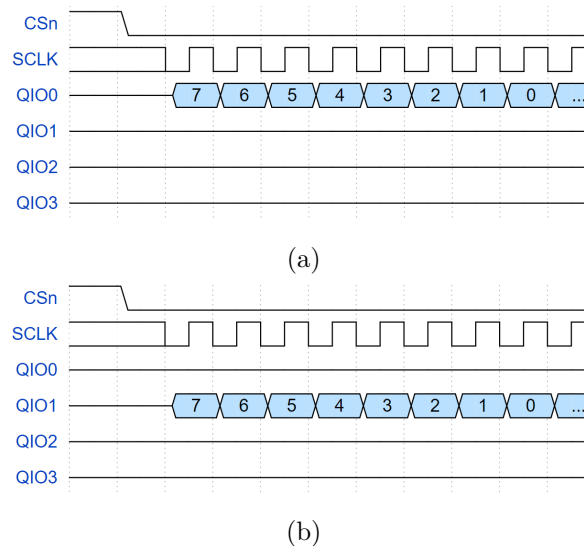 CSn
SCLK
QIO0 7 6 5 4 3 2 1 0 ...
QIO1
QIO2
QIO3
(a)
CSn
SCLK
QIO0
QIO1 7 6 5 4 3 2 1 0 ...
QIO2
QIO3
(b)